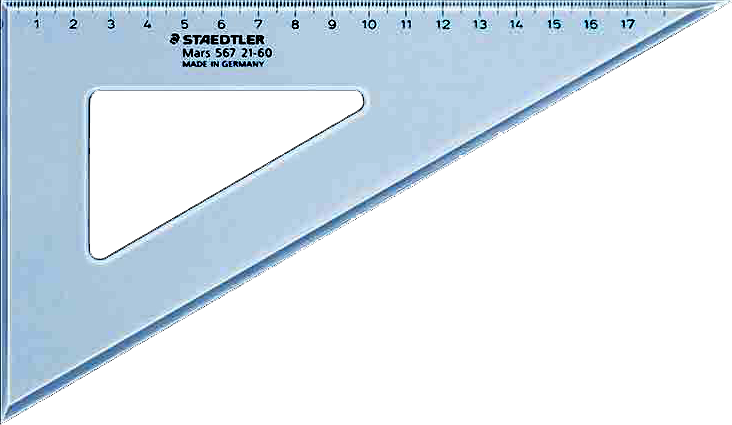 1 2 3 4 5 6 7 8 9 10 11 12 13 14 15 16 17
STAEDTLER
Mars 567 21-60
MADE IN GERMANY